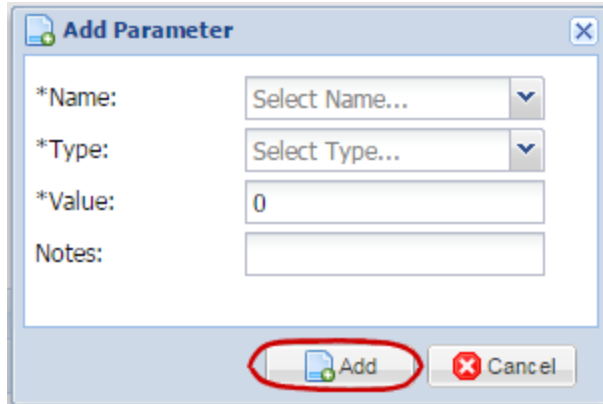 Add Parameter
*Name: Select Name...
*Type: Select Type...
*Value: 0
Notes:
Add Cancel